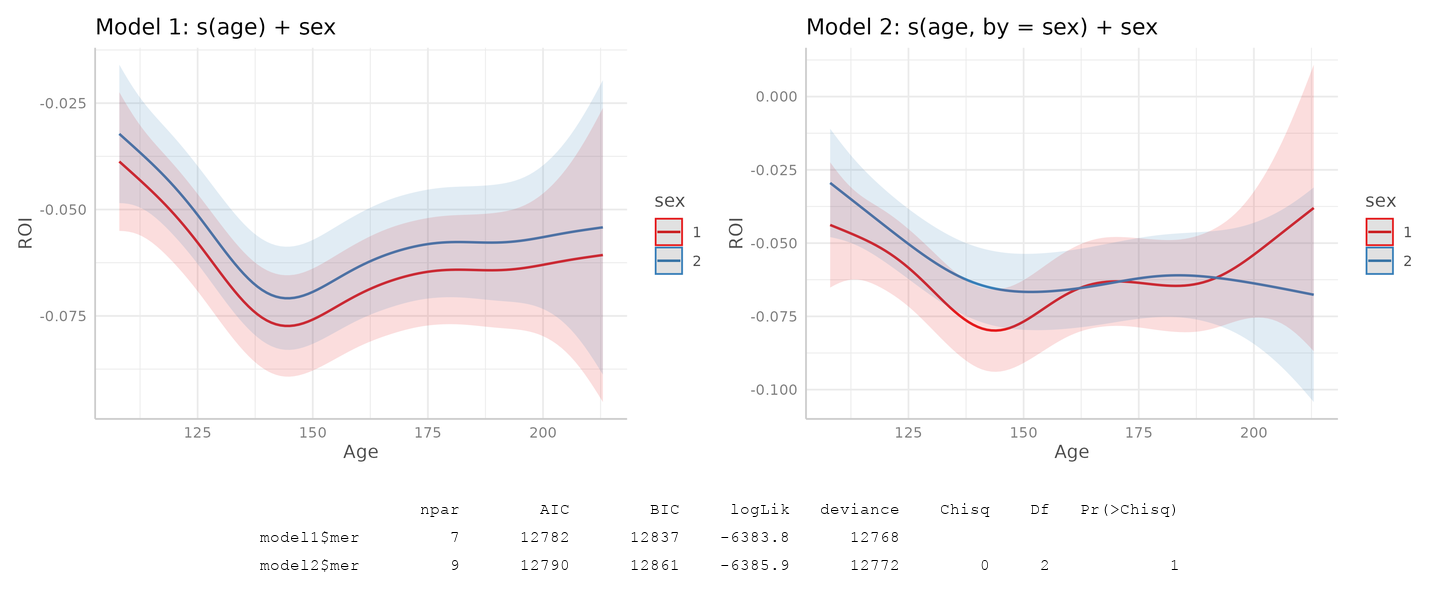 Model 1: s(age) + sex
-0.025
-0.050
-0.075
ROI
125 150 175 200
Age
sex
1
2
Model 2: s(age, by = sex) + sex
0.000
-0.025
-0.050
-0.075
-0.100
ROI
125 150 175 200
Age
sex
1
2
npar AIC BIC logLik deviance Chisq Df Pr(>Chisq)
model1$mer 7 12782 12837 -6383.8 12768
model2$mer 9 12790 12861 -6385.9 12772 0 2 1